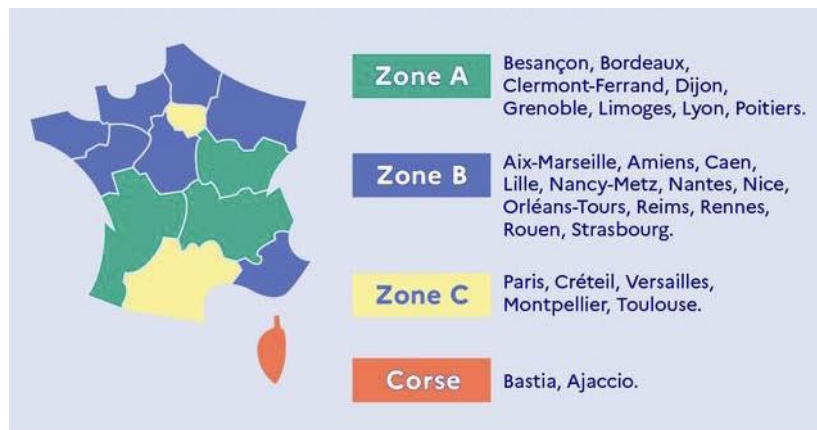 Zone A
Besançon, Bordeaux,
Clermont-Ferrand, Dijon,
Grenoble, Limoges, Lyon, Poitiers.
Zone B
Aix-Marseille, Amiens, Caen,
Lille, Nancy-Metz, Nantes, Nice,
Orléans-Tours, Reims, Rennes,
Rouen, Strasbourg.
Zone C
Paris, Créteil, Versailles,
Montpellier, Toulouse.
Corse
Bastia, Ajaccio.